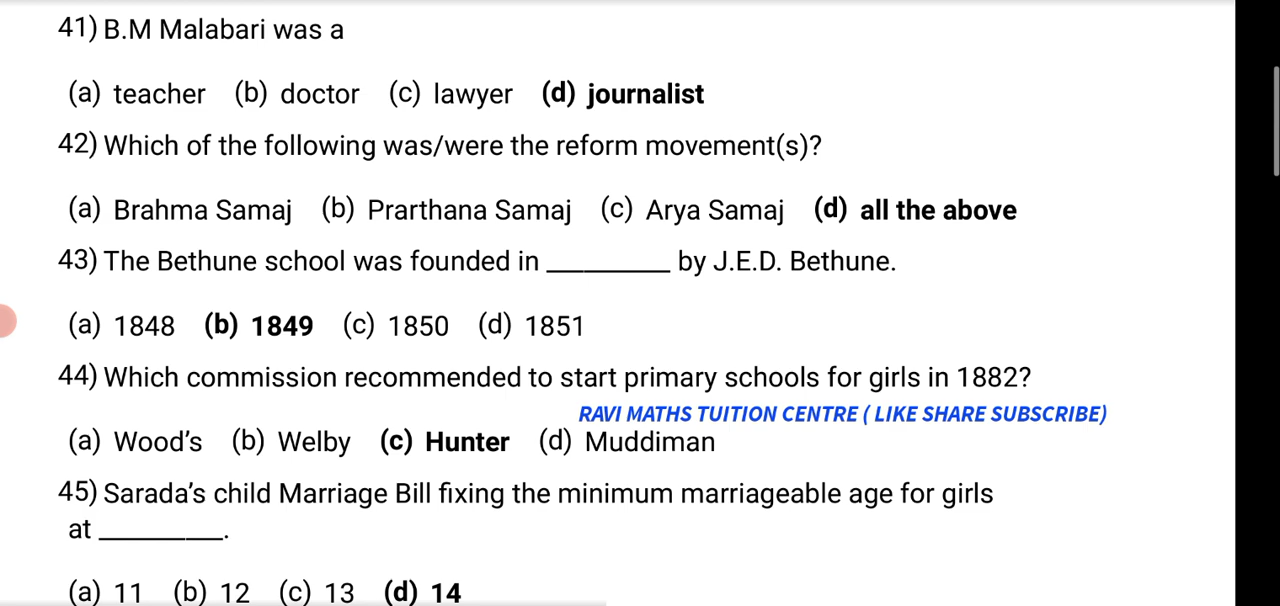 41) B.M Malabari was a
(a) teacher (b) doctor (c) lawyer (d) journalist
42) Which of the following was/were the reform movement(s)?
(a) Brahma Samaj (b) Prarthana Samaj (c) Arya Samaj (d) all the above
43) The Bethune school was founded in ________ by J.E.D. Bethune.
(a) 1848 (b) 1849 (c) 1850 (d) 1851
44) Which commission recommended to start primary schools for girls in 1882?
RAVI MATHS TUITION CENTRE ( LIKE SHARE SUBSCRIBE)
(a) Wood's (b) Welby (c) Hunter (d) Muddiman
45) Sarada's child Marriage Bill fixing the minimum marriageable age for girls
at ________.
(a) 11 (b) 12 (c) 13 (d) 14